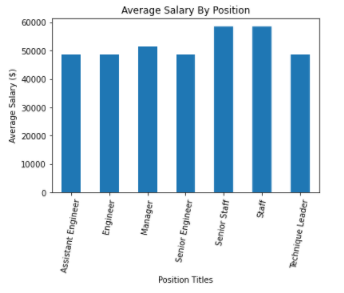 Average Salary By Position
Average Salary ($)
60000
50000
40000
30000
20000
10000
0
Assistant Engineer
Engineer
Manager
Senior Engineer
Senior Staff
Staff
Technique Leader
Position Titles